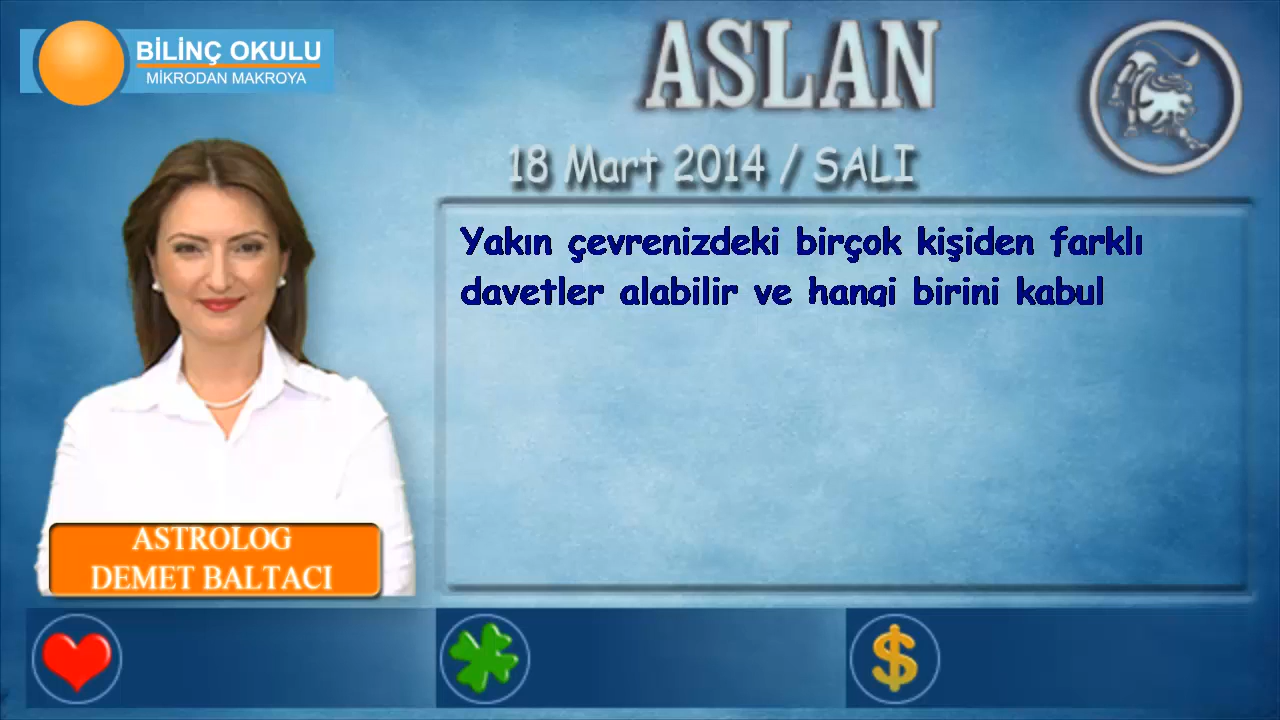 BİLİNÇ OKULU
MİKRODAN MAKROYA
ASLAN
18 Mart 2014 / SALI
Yakın çevrenizdeki birçok kişiden farklı
davetler alabilir ve hangi birini kabul
ASTROLOG
DEMET BALTACI